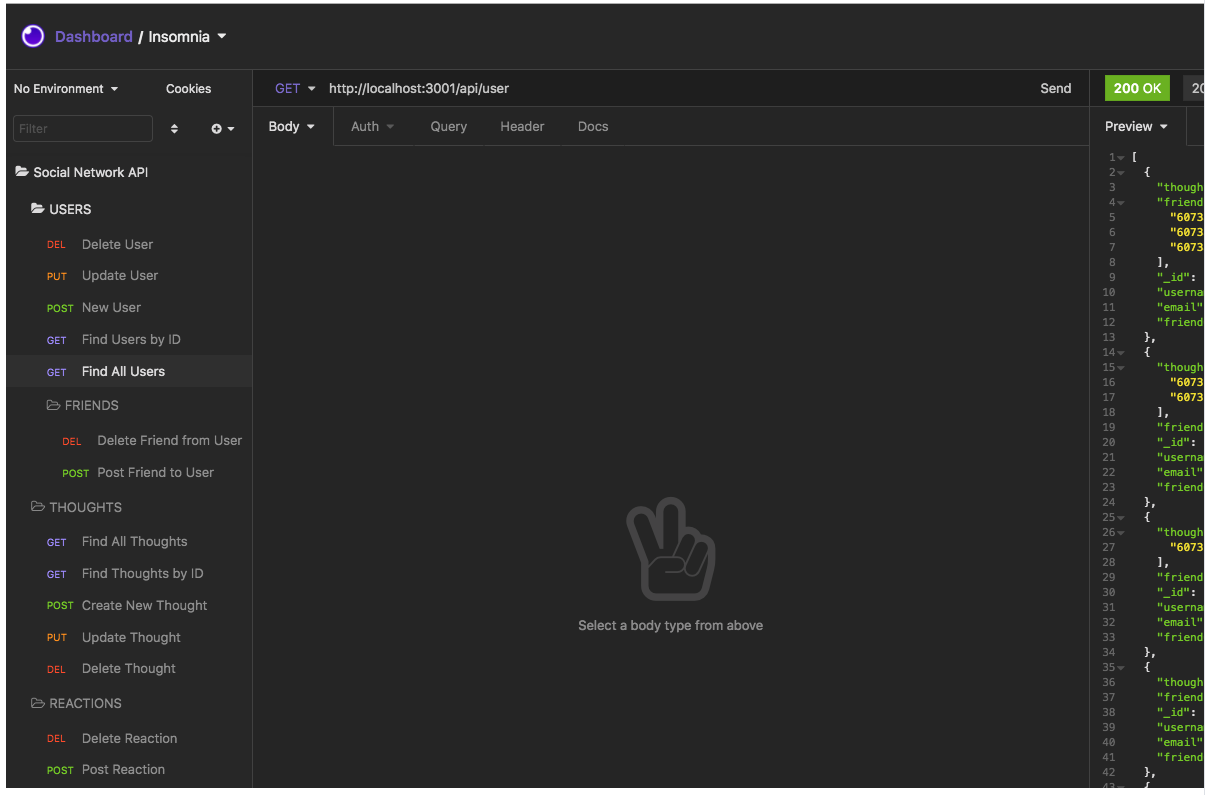 Dashboard / Insomnia
No Environment
Cookies
Filter
Social Network API
USERS
DEL Delete User
PUT Update User
POST New User
GET Find Users by ID
GET Find All Users
FRIENDS
DEL Delete Friend from User
POST Post Friend to User
THOUGHTS
GET Find All Thoughts
GET Find Thoughts by ID
POST Create New Thought
PUT Update Thought
DEL Delete Thought
REACTIONS
DEL Delete Reaction
POST Post Reaction
GET http://localhost:3001/api/user Send
Body Auth Query Header Docs
Select a body type from above
200 OK 20
Preview
1 [
2 {
3 "though
4 "friend
5 "6073
6 "6073
7 "6073
8 ],
9 "_id":
10 "userna
11 "email"
12 "friend
13 },
14 {
15 "though
16 "6073
17 "6073
18 ],
19 "friend
20 "_id":
21 "userna
22 "email"
23 "friend
24 },
25 {
26 "though
27 "6073
28 ],
29 "friend
30 "_id":
31 "userna
32 "email"
33 "friend
34 },
35 {
36 "though
37 "friend
38 "_id":
39 "userna
40 "email"
41 "friend
42 },
43 {